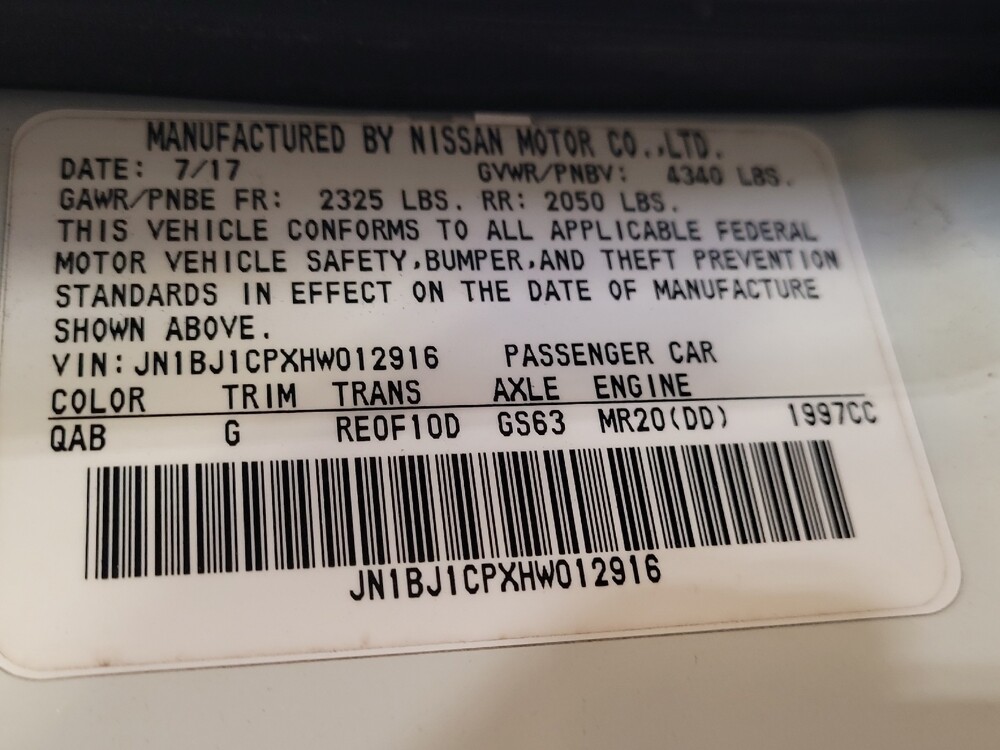 MANUFACTURED BY NISSAN MOTOR CO.,LTD.
DATE: 7/17 GVWR/PNBV: 4340 LBS.
GAWR/PNBE FR: 2325 LBS. RR: 2050 LBS.
THIS VEHICLE CONFORMS TO ALL APPLICABLE FEDERAL
MOTOR VEHICLE SAFETY,BUMPER,AND THEFT PREVENTION
STANDARDS IN EFFECT ON THE DATE OF MANUFACTURE
SHOWN ABOVE.
VIN:JN1BJ1CPXHW012916 PASSENGER CAR
COLOR TRIM TRANS AXLE ENGINE
QAB G RE0F10D GS63 MR20(DD) 1997CC
JN1BJ1CPXHW012916